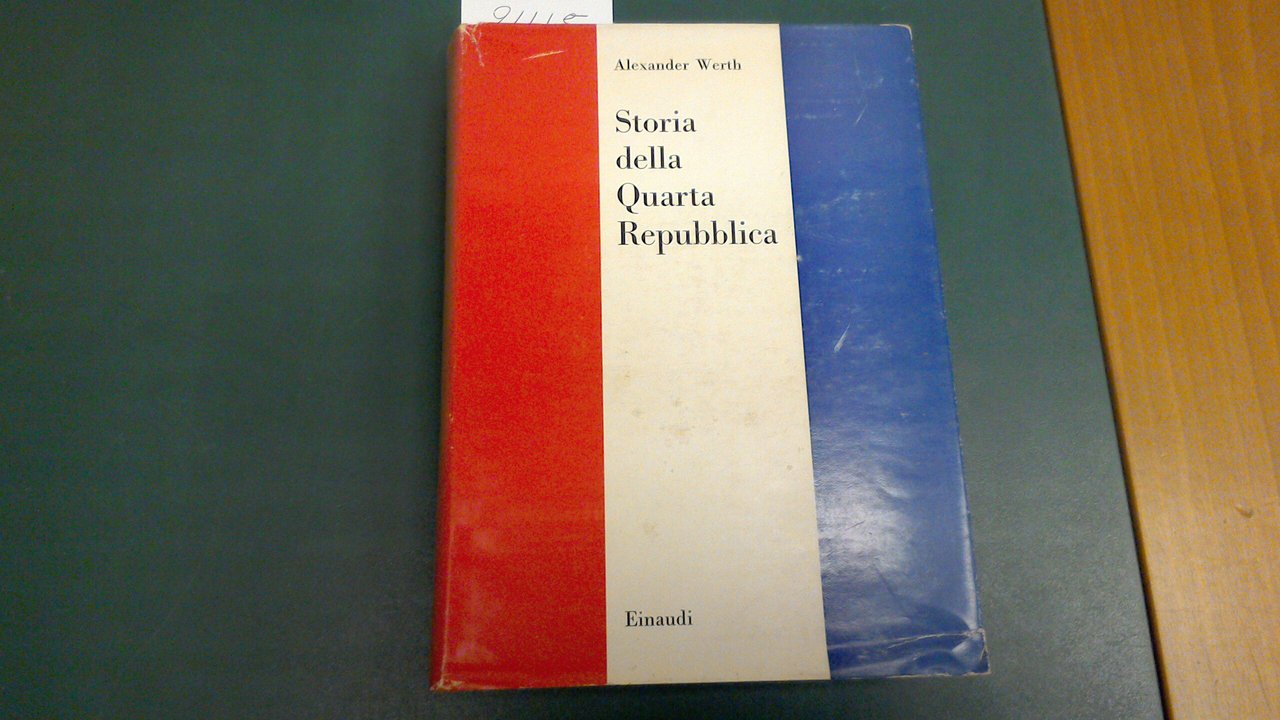 Alexander Werth
Storia
della
Quarta
Repubblica
Einaudi